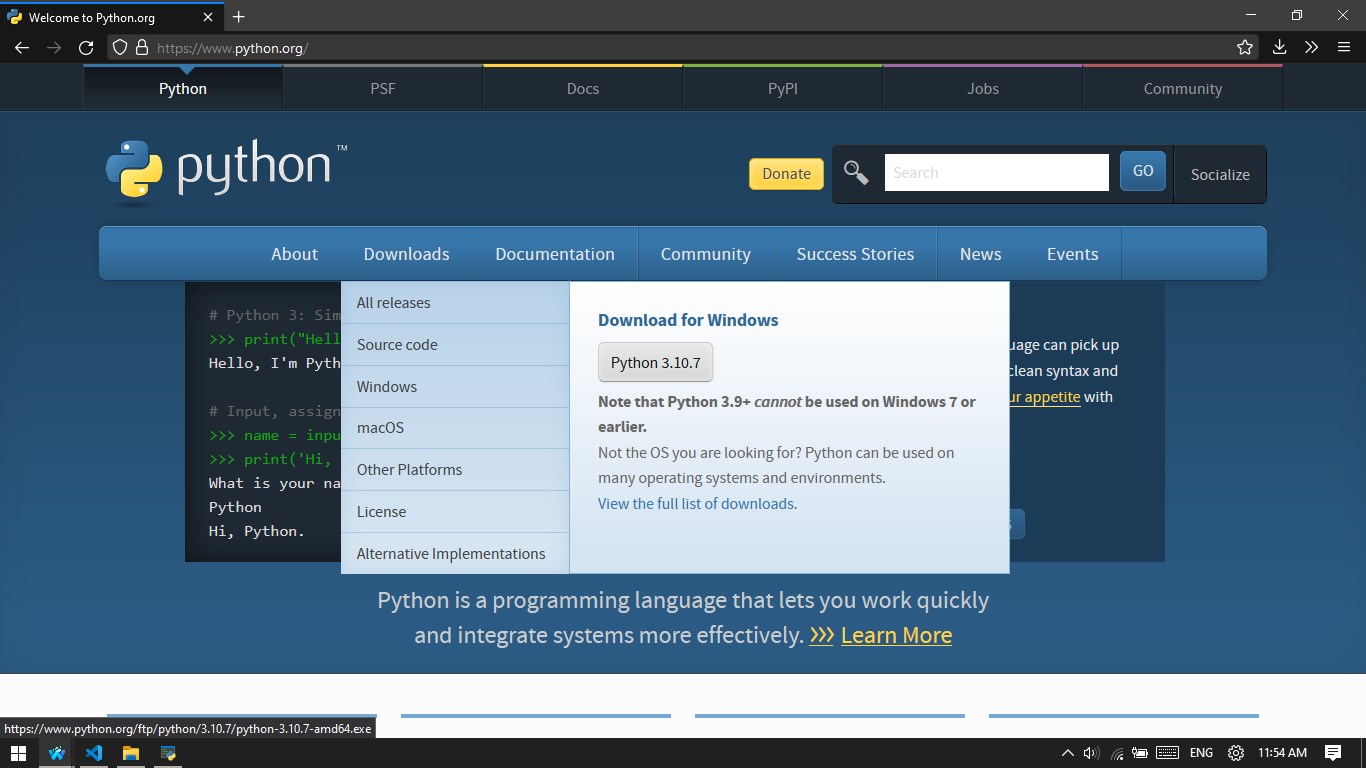 Welcome to Python.org
https://www.python.org/
Python
PSF
Docs
PyPI
Jobs
Community
python™
Donate
Search
GO
Socialize
About
Downloads
Documentation
Community
Success Stories
News
Events
# Python 3: Sim
>>> print("Hell
Hello, I'm Pyth
# Input, assign
>>> name = inpu
>>> print('Hi,
What is your na
Python
Hi, Python.
All releases
Source code
Windows
macOS
Other Platforms
License
Alternative Implementations
Download for Windows
Python 3.10.7
Note that Python 3.9+ cannot be used on Windows 7 or
earlier.
Not the OS you are looking for? Python can be used on
many operating systems and environments.
View the full list of downloads.
uage can pick up
clean syntax and
ur appetite with
Python is a programming language that lets you work quickly
and integrate systems more effectively. >>> Learn More
https://www.python.org/ftp/python/3.10.7/python-3.10.7-amd64.exe
ENG
11:54 AM